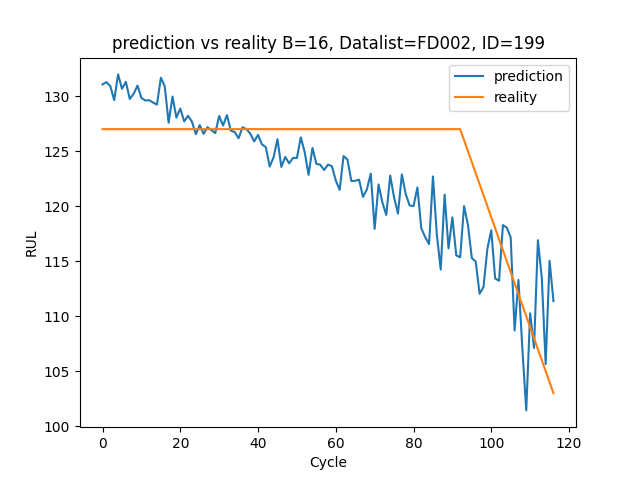 prediction vs reality B=16, Datalist=FD002, ID=199
prediction
reality
RUL
130
125
120
115
110
105
100
0 20 40 60 80 100 120
Cycle